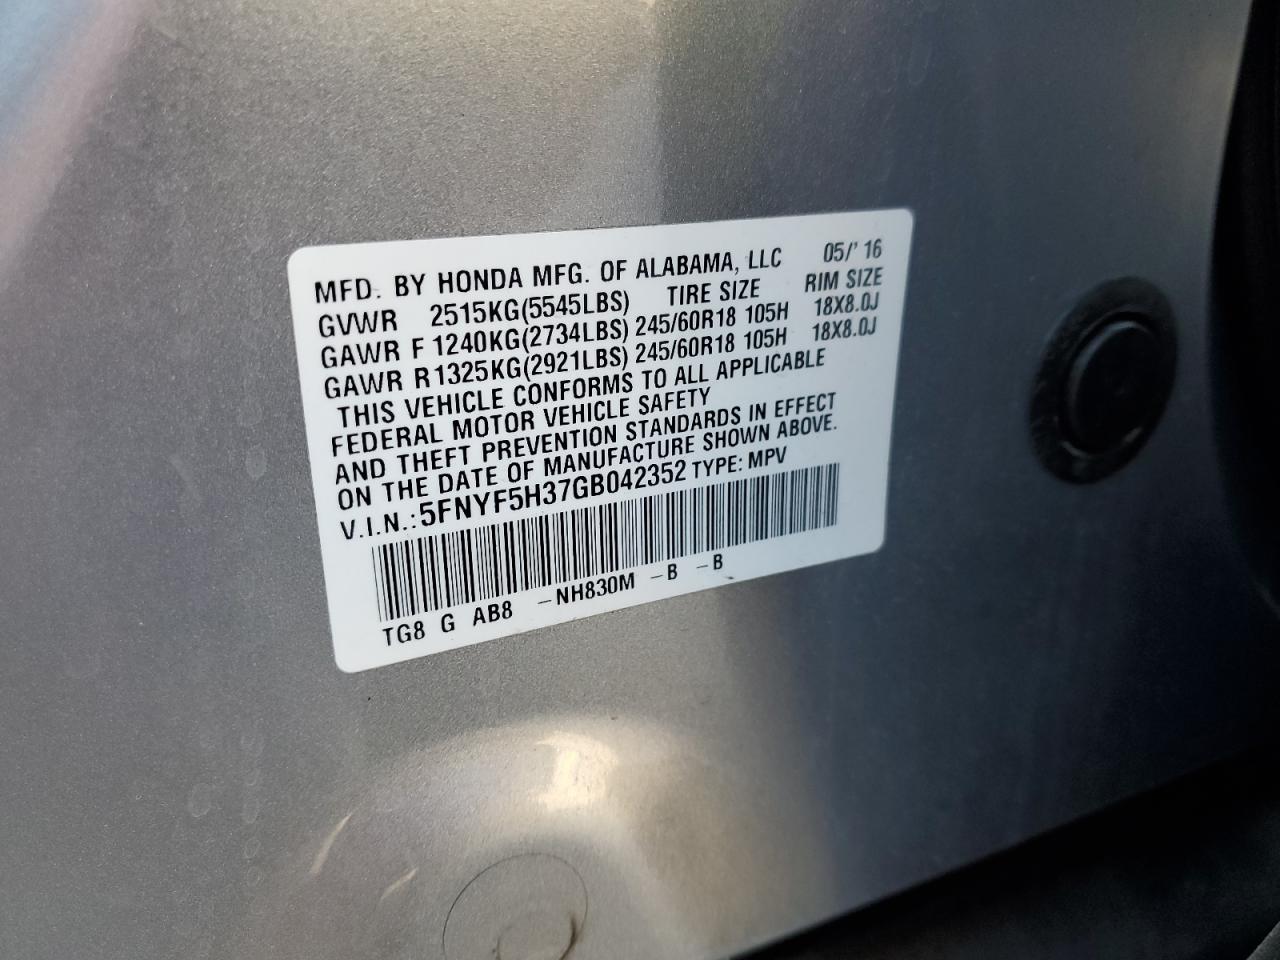 MFD. BY HONDA MFG. OF ALABAMA, LLC 05/'16
GVWR 2515KG(5545LBS) TIRE SIZE RIM SIZE
GAWR F 1240KG(2734LBS) 245/60R18 105H 18X8.0J
GAWR R1325KG(2921LBS) 245/60R18 105H 18X8.0J
THIS VEHICLE CONFORMS TO ALL APPLICABLE
FEDERAL MOTOR VEHICLE SAFETY
AND THEFT PREVENTION STANDARDS IN EFFECT
ON THE DATE OF MANUFACTURE SHOWN ABOVE.
V.I.N.: 5FNYF5H37GB042352 TYPE: MPV
TG8 G AB8 -NH830M -B -B